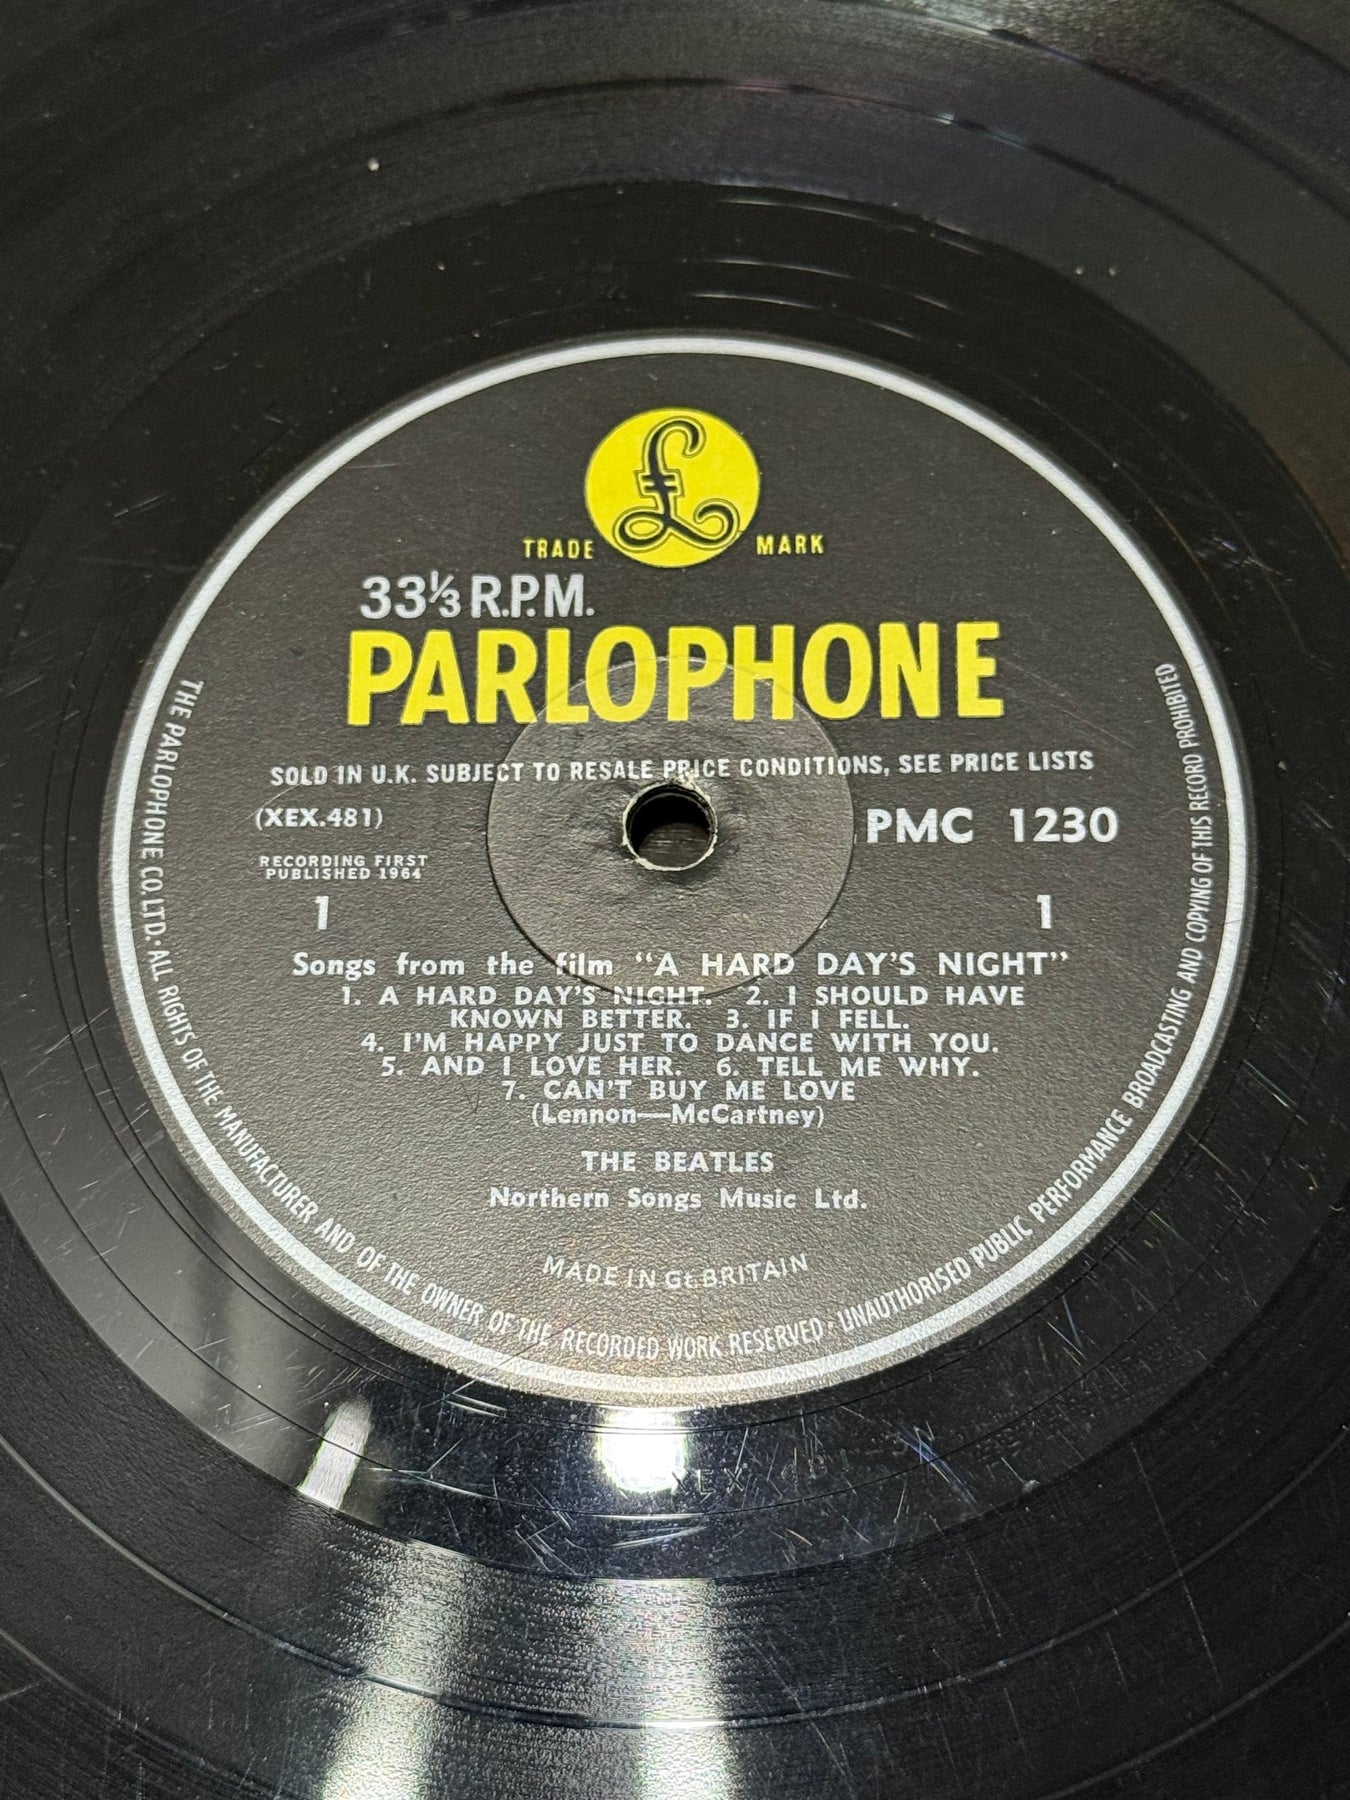 £
TRADE MARK
33⅓ R.P.M.
PARLOPHONE
SOLD IN U.K. SUBJECT TO RESALE PRICE CONDITIONS, SEE PRICE LISTS
(XEX.481) PMC 1230
RECORDING FIRST
PUBLISHED 1964
1 1
Songs from the film "A HARD DAY'S NIGHT"
1. A HARD DAY'S NIGHT. 2. I SHOULD HAVE
KNOWN BETTER. 3. IF I FELL.
4. I'M HAPPY JUST TO DANCE WITH YOU.
5. AND I LOVE HER. 6. TELL ME WHY.
7. CAN'T BUY ME LOVE
(Lennon—McCartney)
THE BEATLES
Northern Songs Music Ltd.
MADE IN Gt. BRITAIN
THE PARLOPHONE CO. LTD. · ALL RIGHTS OF THE MANUFACTURER AND OF THE OWNER OF THE RECORDED WORK RESERVED · UNAUTHORISED PUBLIC PERFORMANCE BROADCASTING AND COPYING OF THIS RECORD PROHIBITED
XEX